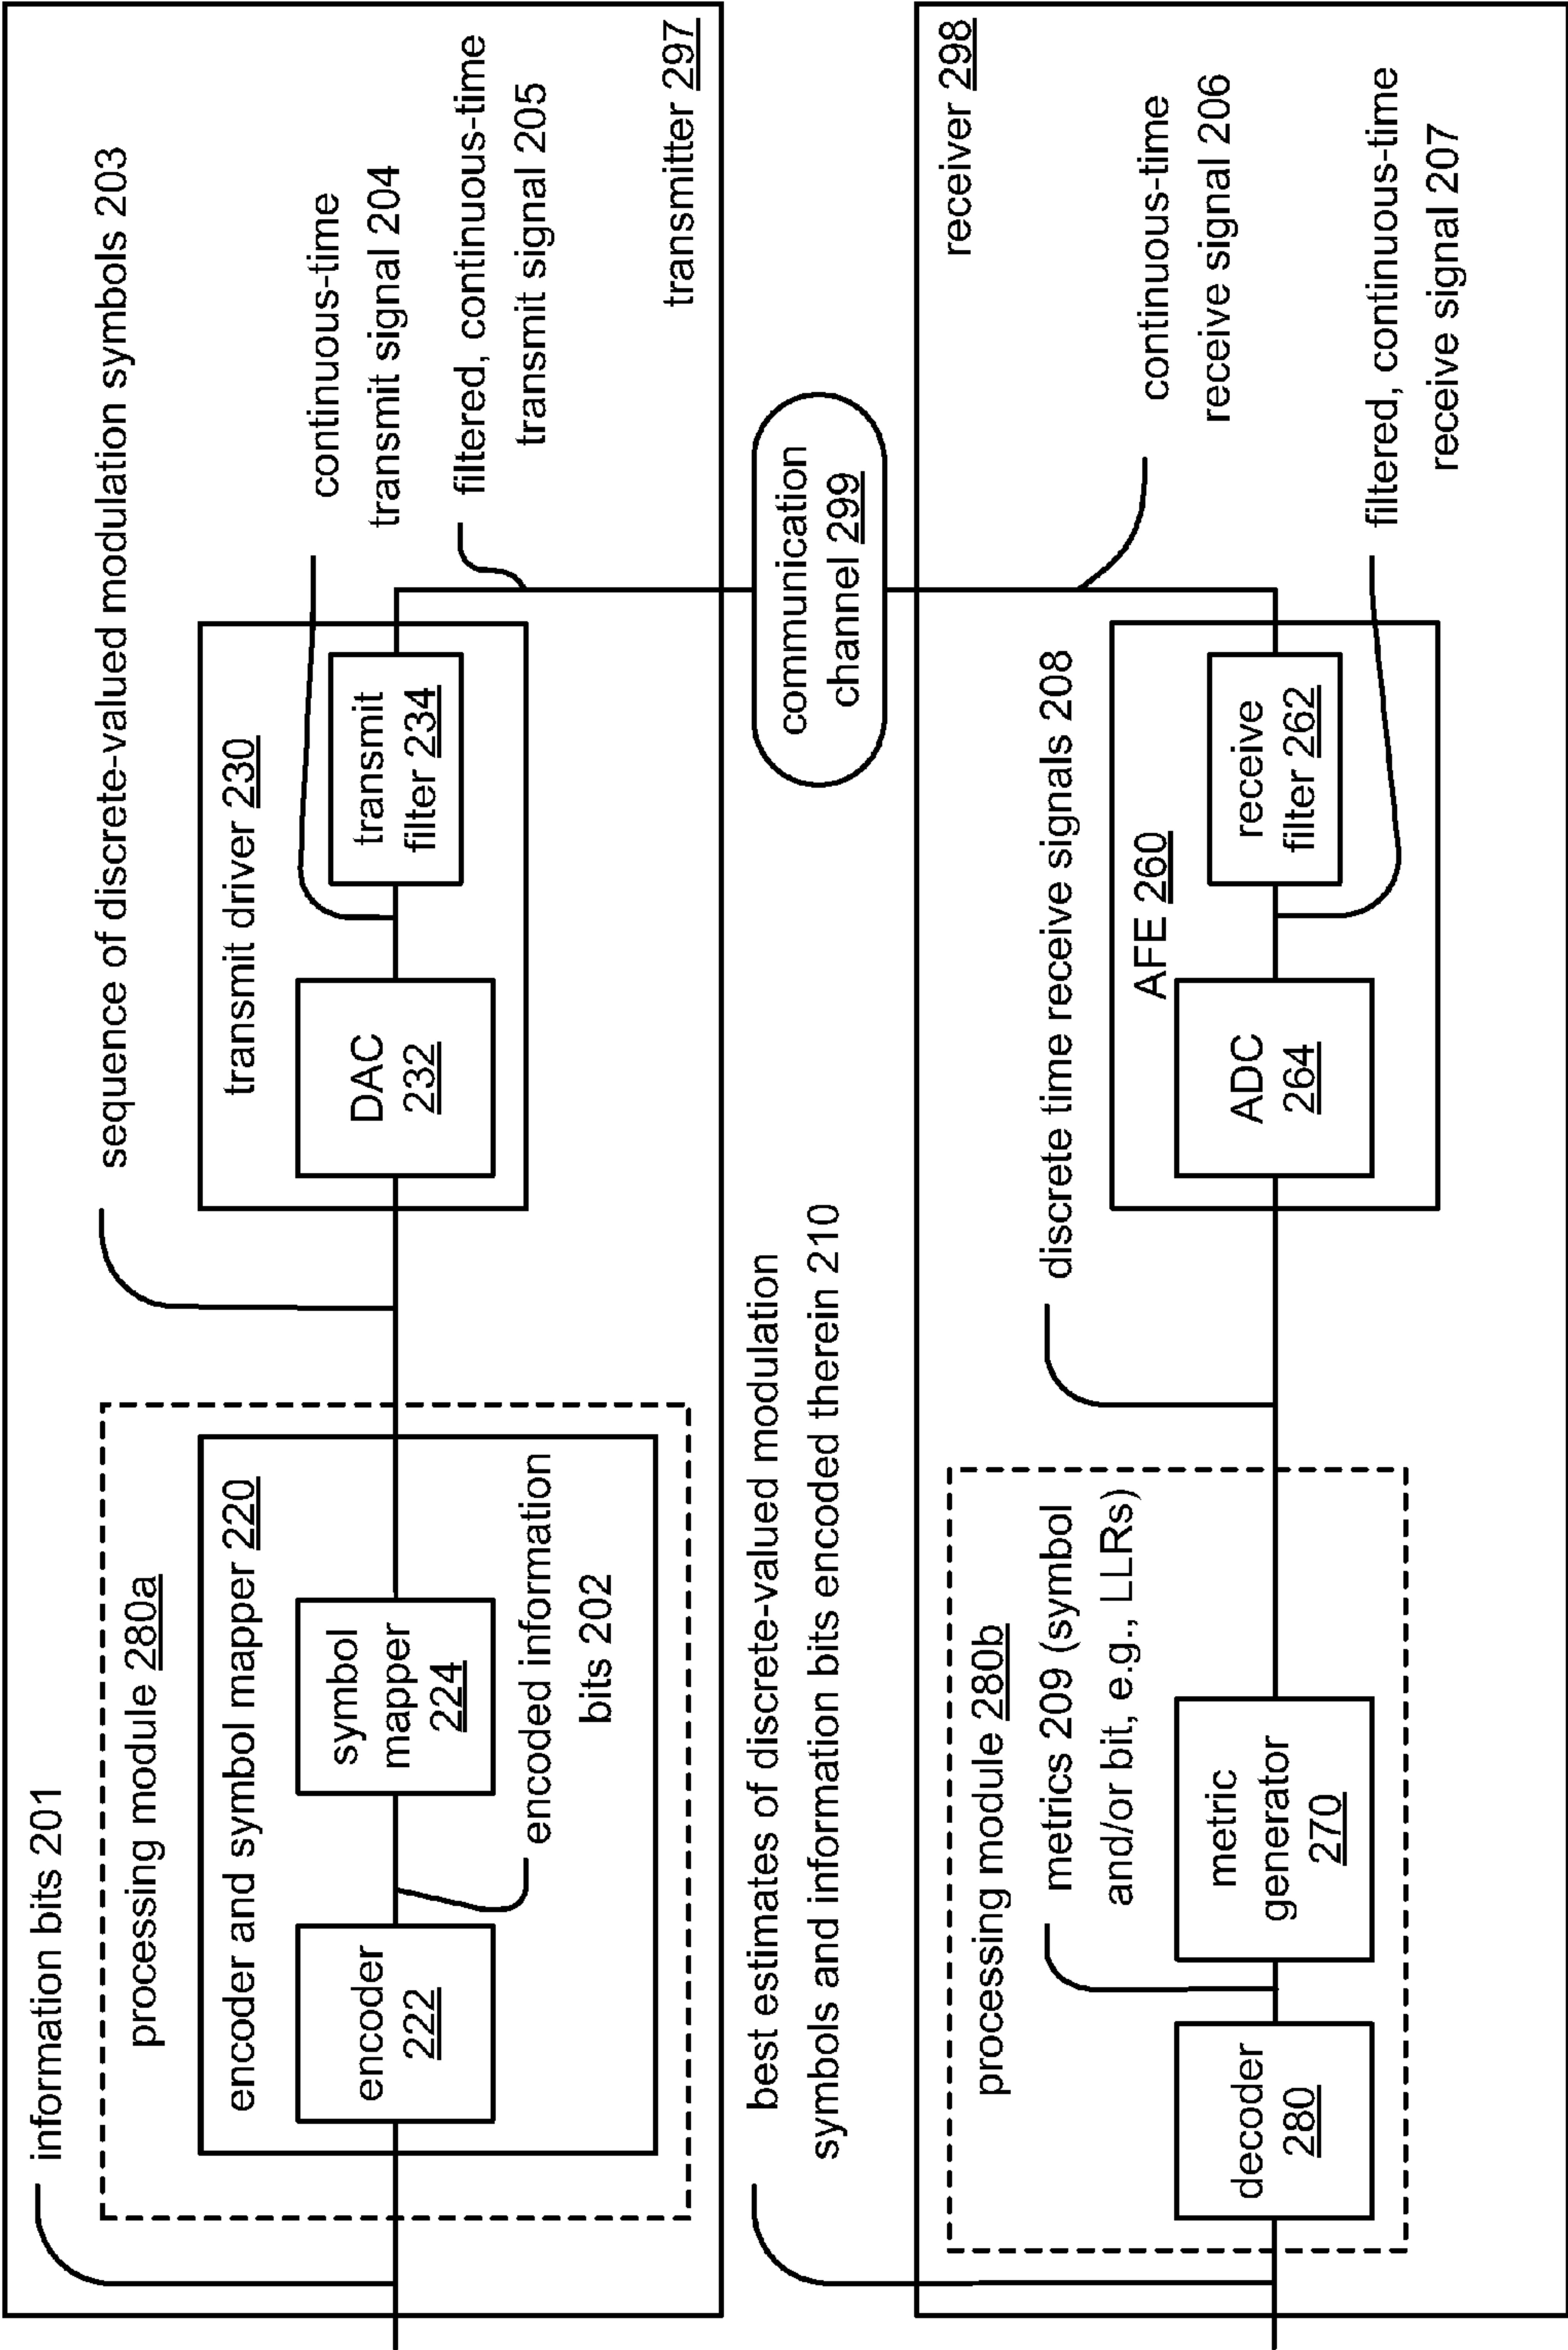 information bits 201
sequence of discrete-valued modulation symbols 203
processing module 280a
encoder and symbol mapper 220
encoder
222
symbol
mapper
224
encoded information
bits 202
transmit driver 230
DAC
232
transmit
filter 234
continuous-time
transmit signal 204
filtered, continuous-time
transmit signal 205
transmitter 297
communication
channel 299
best estimates of discrete-valued modulation
symbols and information bits encoded therein 210
receiver 298
processing module 280b
metrics 209 (symbol
and/or bit, e.g., LLRs)
decoder
280
metric
generator
270
discrete time receive signals 208
AFE 260
ADC
264
receive
filter 262
continuous-time
receive signal 206
filtered, continuous-time
receive signal 207